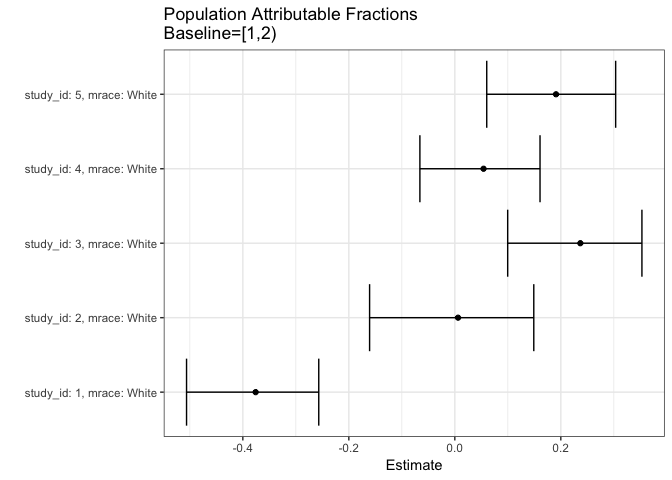 Population Attributable Fractions
Baseline=[1,2)
study_id: 5, mrace: White
study_id: 4, mrace: White
study_id: 3, mrace: White
study_id: 2, mrace: White
study_id: 1, mrace: White
-0.4 -0.2 0.0 0.2
Estimate